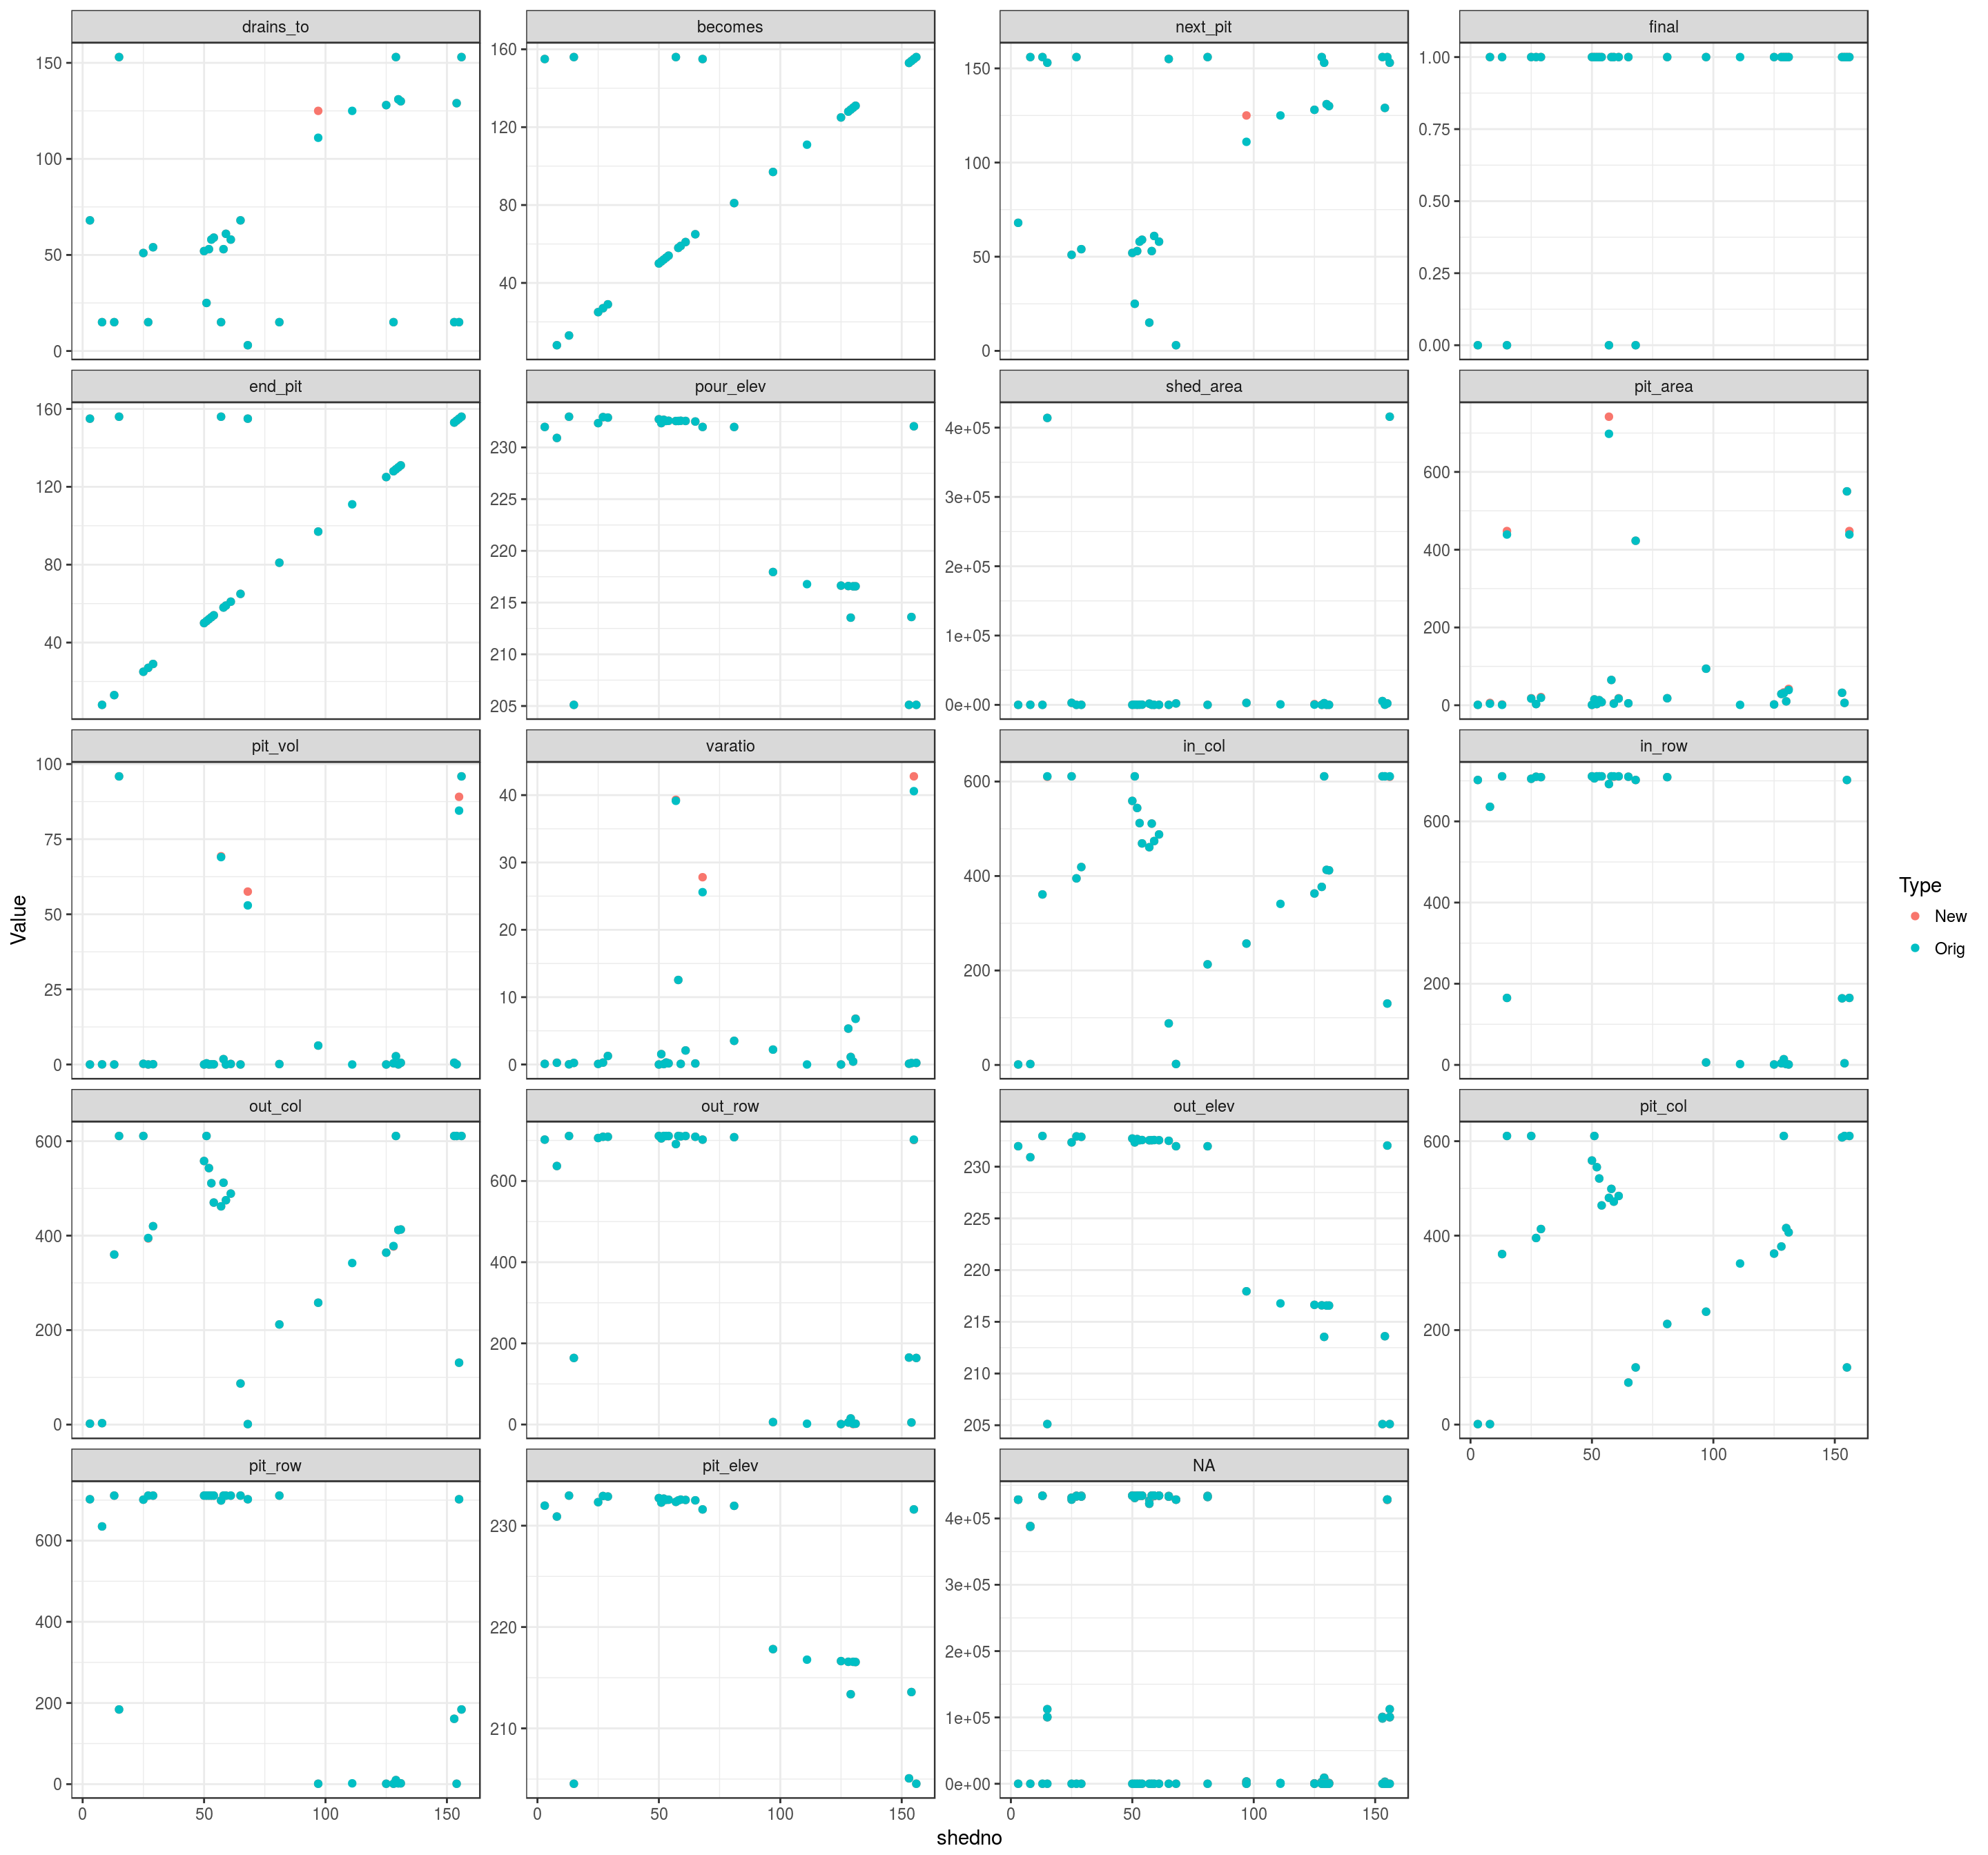 drains_to becomes next_pit final
150 100 50 0
160 120 80 40
150 100 50 0
1.00 0.75 0.50 0.25 0.00
end_pit pour_elev shed_area pit_area
160 120 80 40
230 225 220 215 210 205
4e+05 3e+05 2e+05 1e+05 0e+00
600 400 200 0
pit_vol varatio in_col in_row
100 75 50 25 0
40 30 20 10 0
600 400 200 0
600 400 200 0
Value
Type
New
Orig
out_col out_row out_elev pit_col
600 400 200 0
600 400 200 0
230 225 220 215 210 205
600 400 200 0
0 50 100 150
pit_row pit_elev NA
600 400 200 0
230 220 210
4e+05 3e+05 2e+05 1e+05 0e+00
0 50 100 150
0 50 100 150
0 50 100 150
shedno